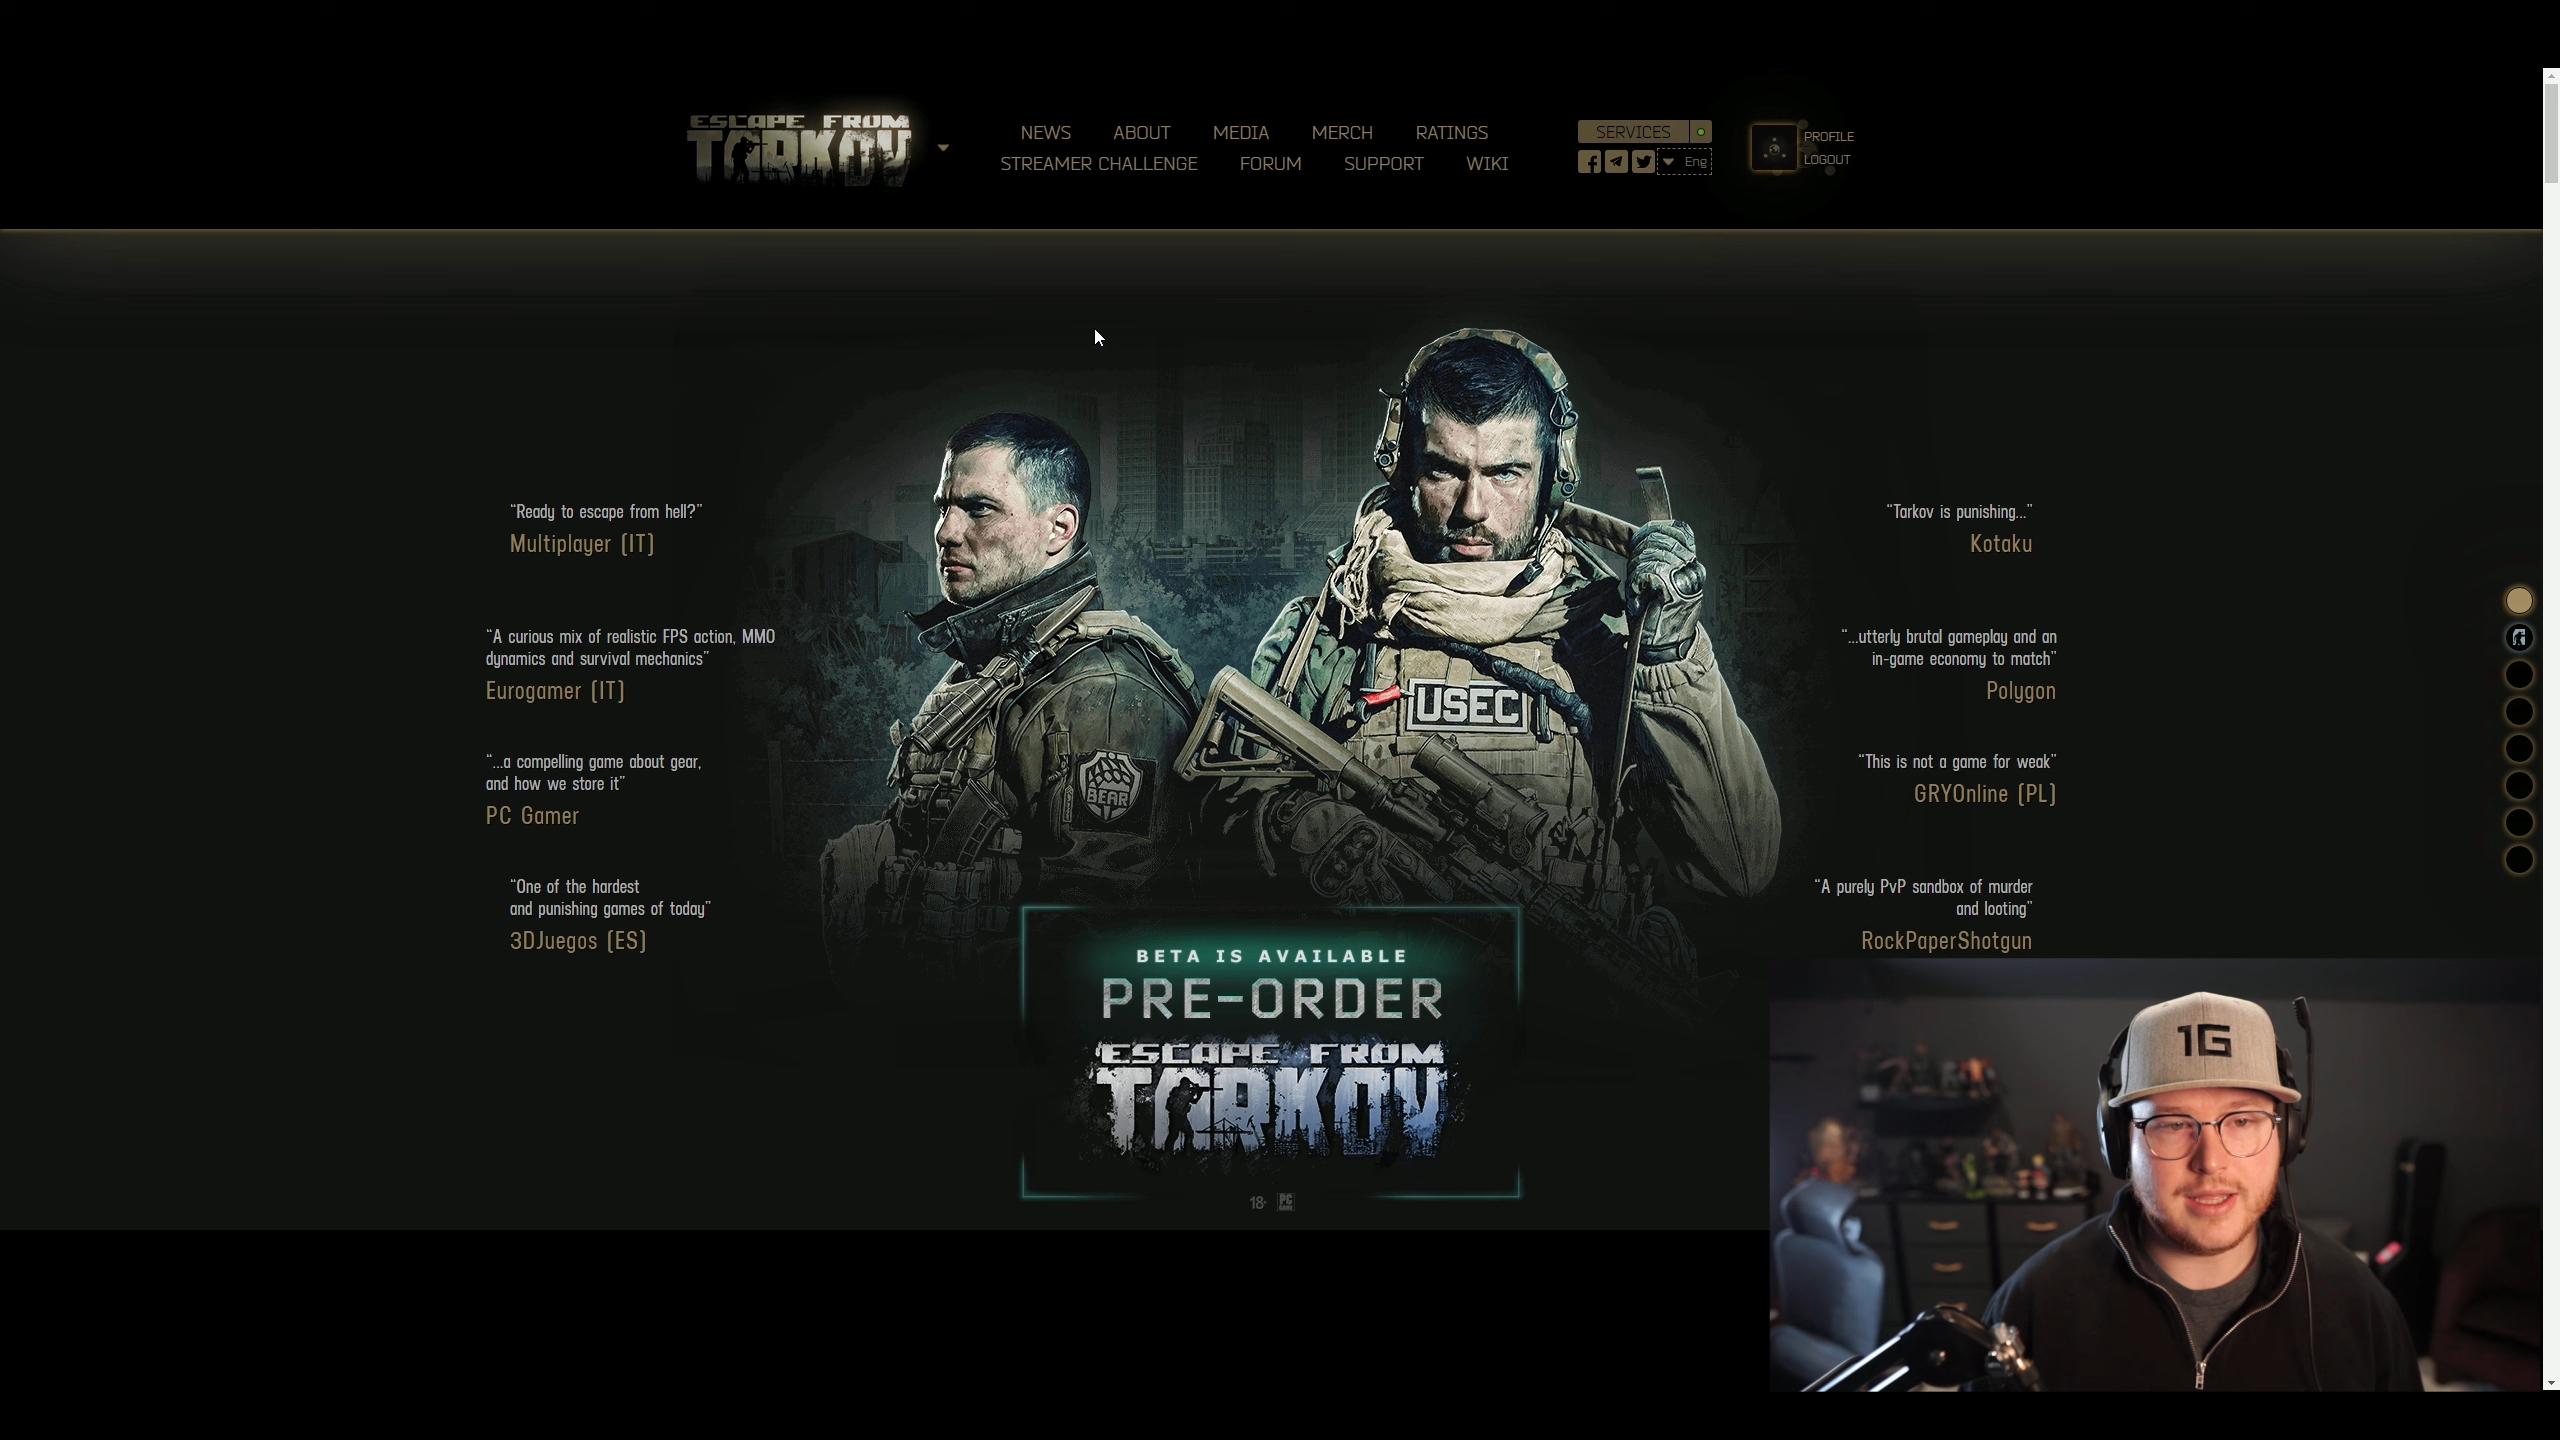 ESCAPE FROM
TARKOV
NEWS ABOUT MEDIA MERCH RATINGS
STREAMER CHALLENGE FORUM SUPPORT WIKI
SERVICES
Eng
PROFILE
LOGOUT
“Ready to escape from hell?”
Multiplayer (IT)
“A curious mix of realistic FPS action, MMO
dynamics and survival mechanics”
Eurogamer (IT)
“...a compelling game about gear,
and how we store it”
PC Gamer
“One of the hardest
and punishing games of today”
3DJuegos (ES)
“Tarkov is punishing...”
Kotaku
“...utterly brutal gameplay and an
in-game economy to match”
Polygon
“This is not a game for weak”
GRYOnline (PL)
“A purely PvP sandbox of murder
and looting”
RockPaperShotgun
USEC
BEAR
BETA IS AVAILABLE
PRE-ORDER
ESCAPE FROM
TARKOV
18+ PC
GAME
1G